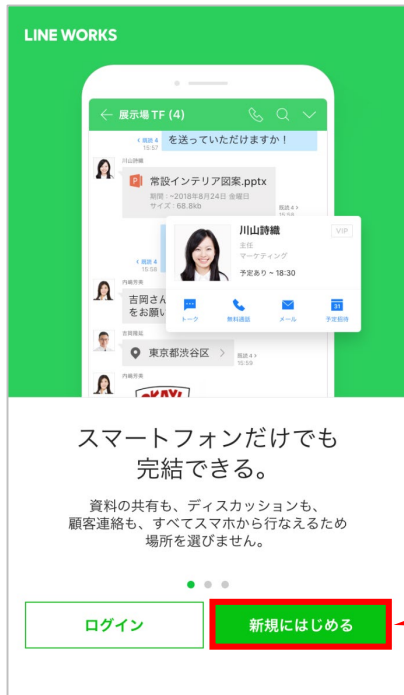 LINE WORKS
展示場TF (4)
既読 4
15:57
を送っていただけますか！
川山詩織
常設インテリア図案.pptx
期間 : ~2018年8月24日 金曜日
サイズ : 68.8kb
既読 4
15:58
川山詩織
VIP
主任
マーケティング
予定あり ~ 18:30
既読 4
15:58
トーク
無料通話
メール
31
予定招待
吉岡さん
をお願い
東京都渋谷区
既読 4
15:59
OKAY!
スマートフォンだけでも
完結できる。
資料の共有も、ディスカッションも、
顧客連絡も、すべてスマホから行なえるため
場所を選びません。
ログイン
新規にはじめる